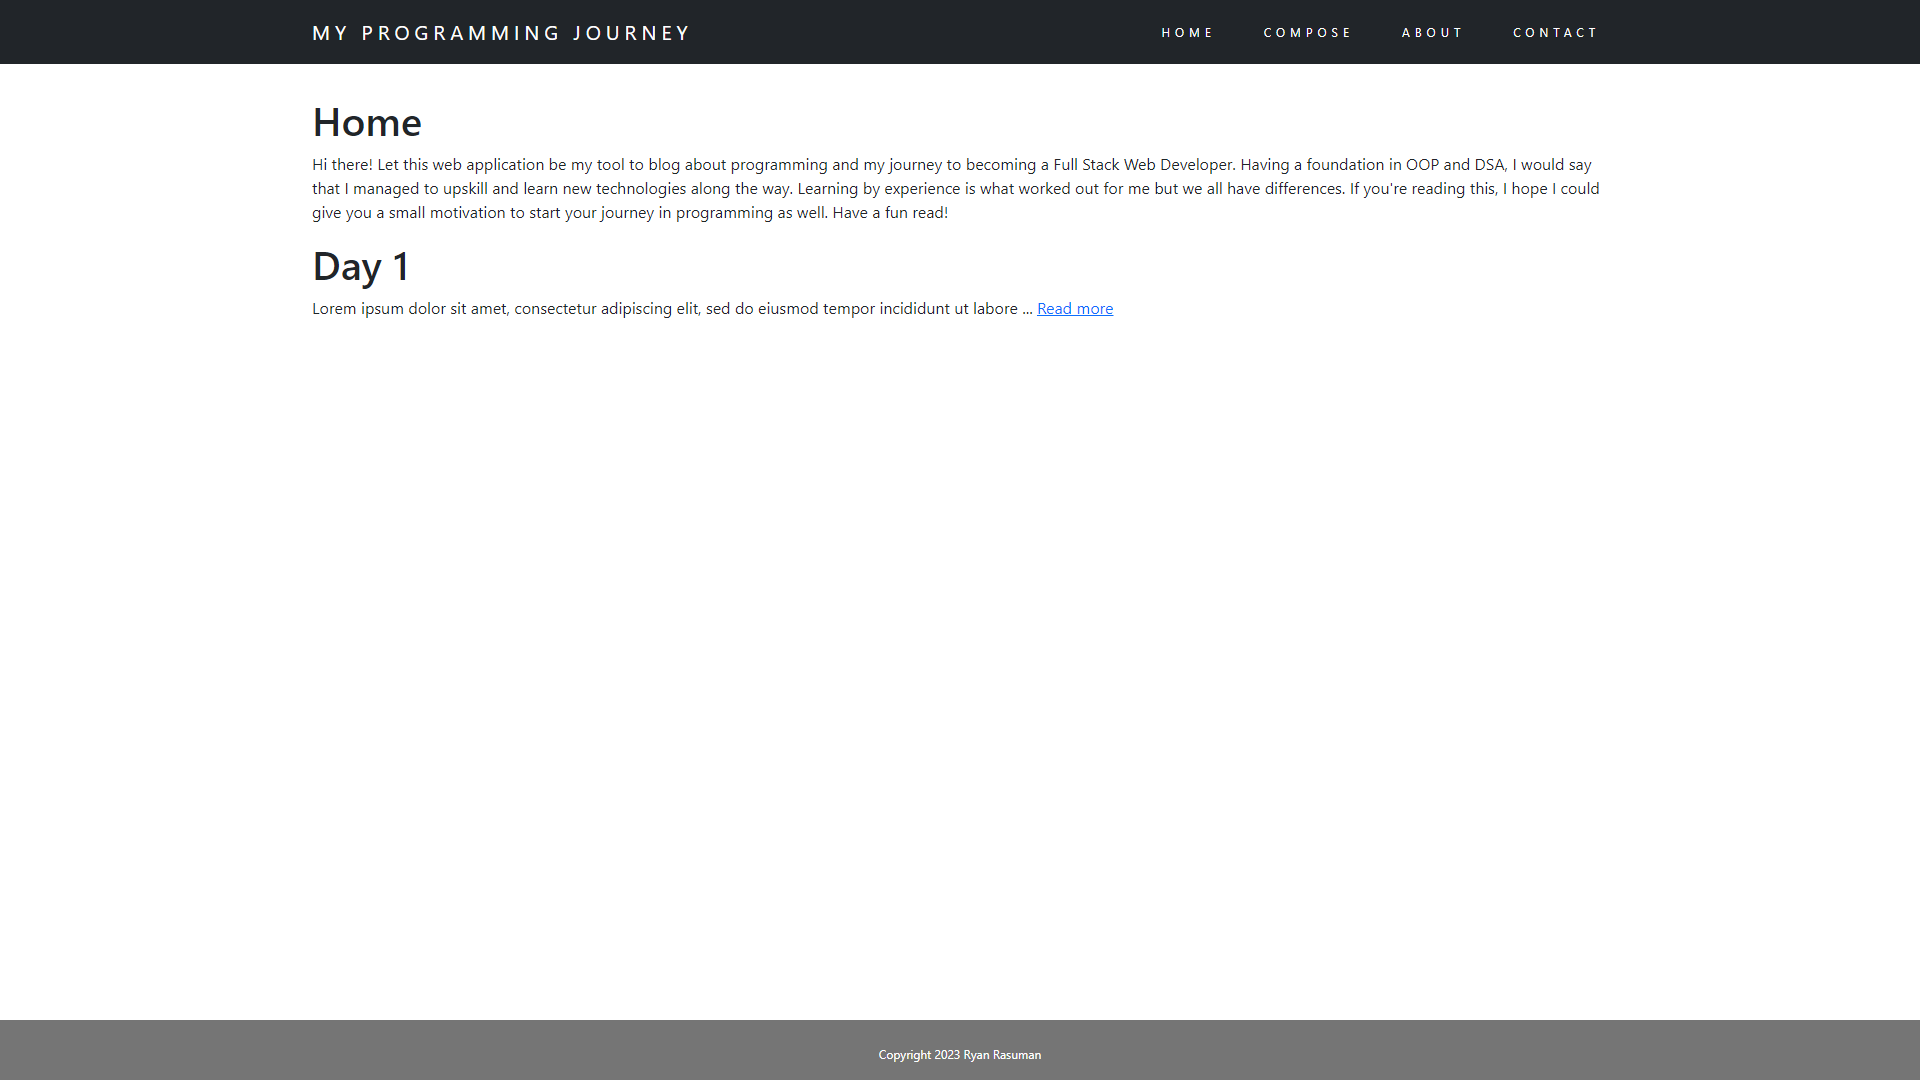 MY PROGRAMMING JOURNEY
HOME
COMPOSE
ABOUT
CONTACT
Home
Hi there! Let this web application be my tool to blog about programming and my journey to becoming a Full Stack Web Developer. Having a foundation in OOP and DSA, I would say
that I managed to upskill and learn new technologies along the way. Learning by experience is what worked out for me but we all have differences. If you're reading this, I hope I could
give you a small motivation to start your journey in programming as well. Have a fun read!
Day 1
Lorem ipsum dolor sit amet, consectetur adipiscing elit, sed do eiusmod tempor incididunt ut labore ... Read more
Copyright 2023 Ryan Rasuman